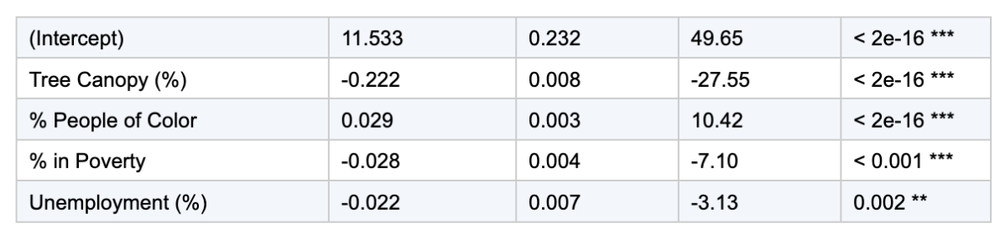 (Intercept) 11.533 0.232 49.65 < 2e-16 ***
Tree Canopy (%) -0.222 0.008 -27.55 < 2e-16 ***
% People of Color 0.029 0.003 10.42 < 2e-16 ***
% in Poverty -0.028 0.004 -7.10 < 0.001 ***
Unemployment (%) -0.022 0.007 -3.13 0.002 **